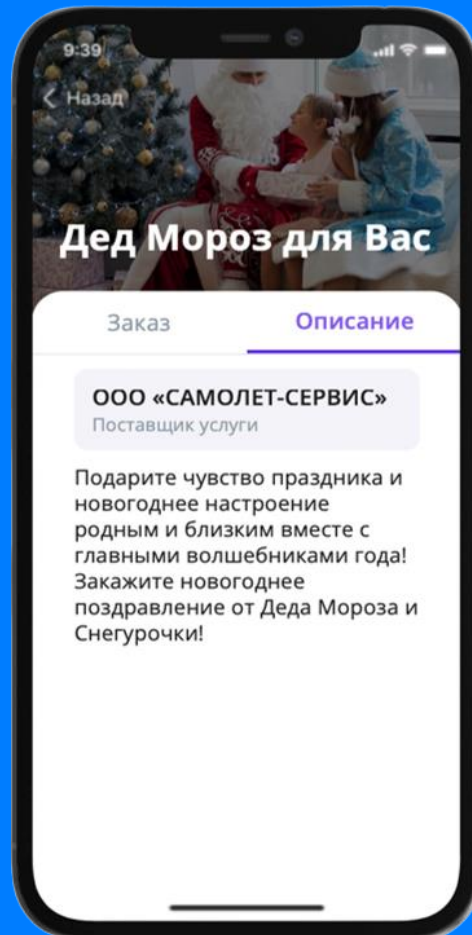 9:39
Назад
Дед Мороз для Вас
Заказ
Описание
ООО «САМОЛЕТ-СЕРВИС»
Поставщик услуги
Подарите чувство праздника и
новогоднее настроение
родным и близким вместе с
главными волшебниками года!
Закажите новогоднее
поздравление от Деда Мороза и
Снегурочки!